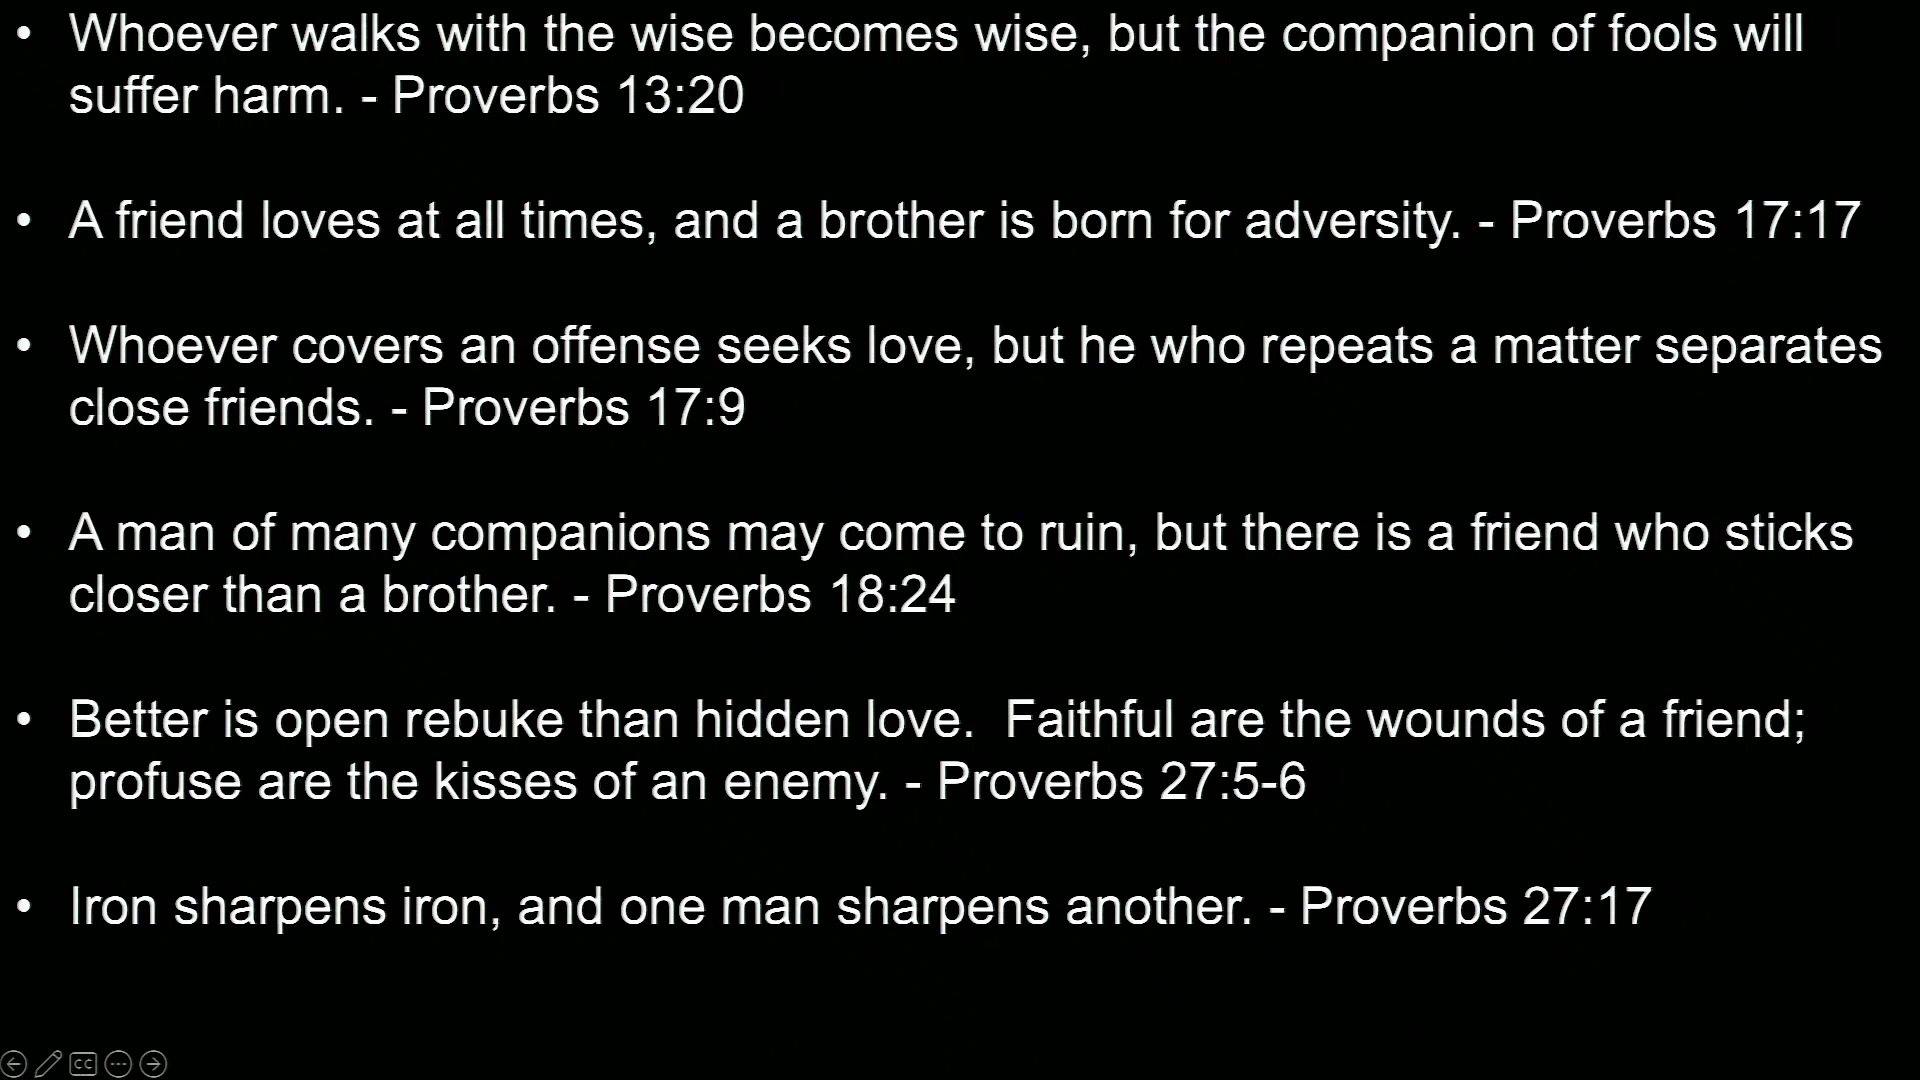 • Whoever walks with the wise becomes wise, but the companion of fools will
suffer harm. - Proverbs 13:20
• A friend loves at all times, and a brother is born for adversity. - Proverbs 17:17
• Whoever covers an offense seeks love, but he who repeats a matter separates
close friends. - Proverbs 17:9
• A man of many companions may come to ruin, but there is a friend who sticks
closer than a brother. - Proverbs 18:24
• Better is open rebuke than hidden love.  Faithful are the wounds of a friend;
profuse are the kisses of an enemy. - Proverbs 27:5-6
• Iron sharpens iron, and one man sharpens another. - Proverbs 27:17
CC